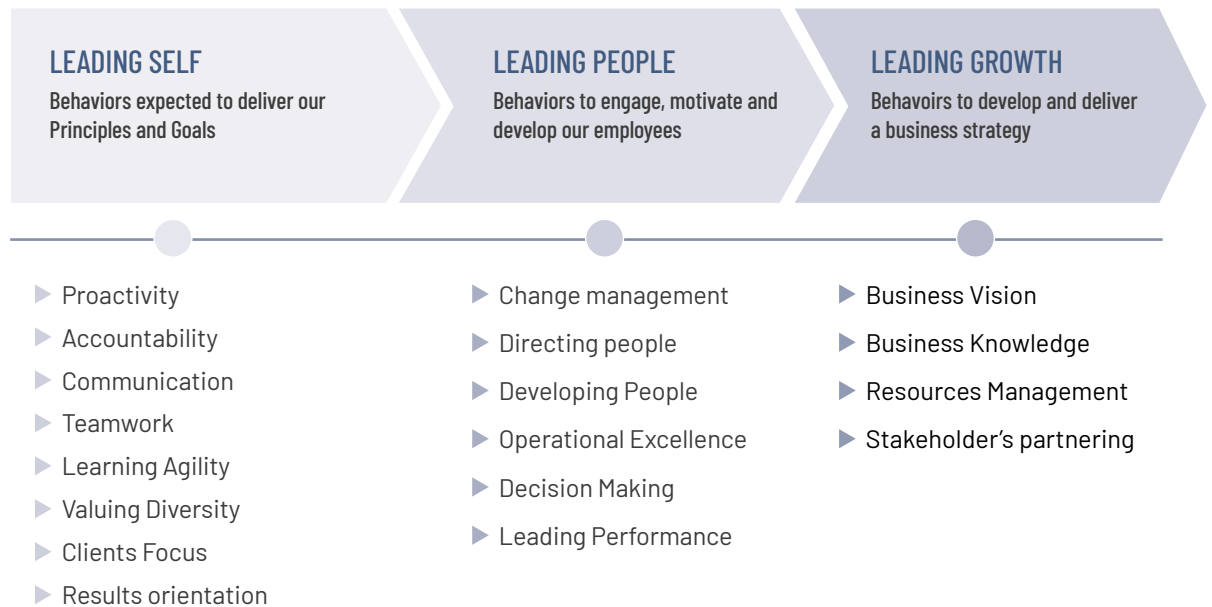 LEADING SELF
Behaviors expected to deliver our
Principles and Goals
LEADING PEOPLE
Behaviors to engage, motivate and
develop our employees
LEADING GROWTH
Behavoirs to develop and deliver
a business strategy
Proactivity
Accountability
Communication
Teamwork
Learning Agility
Valuing Diversity
Clients Focus
Results orientation
Change management
Directing people
Developing People
Operational Excellence
Decision Making
Leading Performance
Business Vision
Business Knowledge
Resources Management
Stakeholder’s partnering